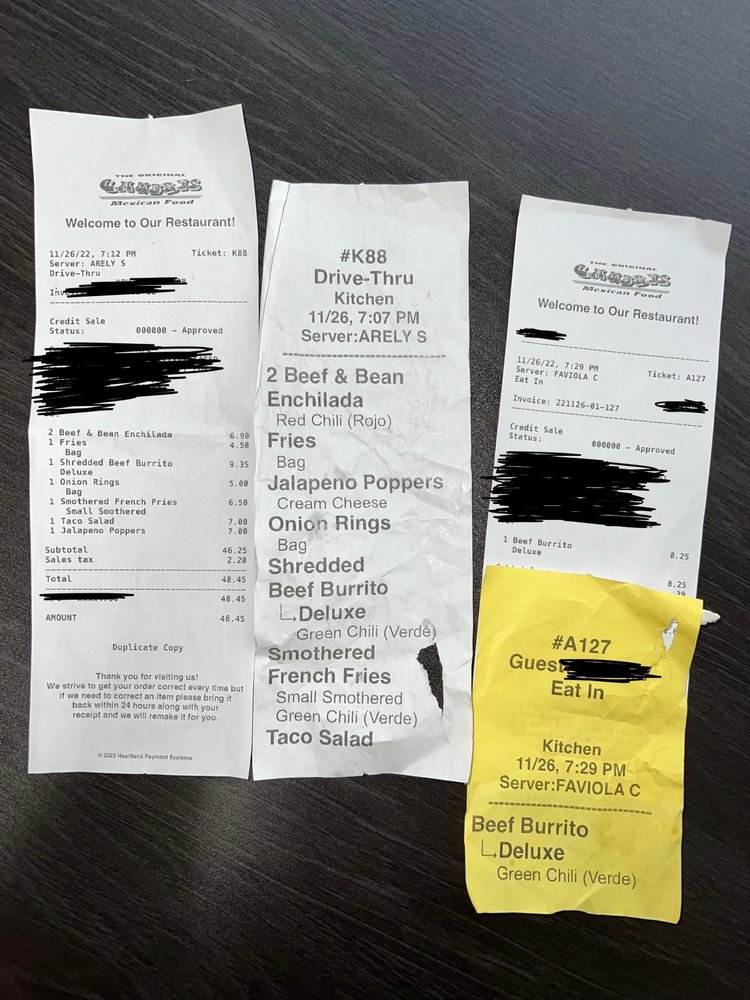 THE ORIGINAL
CHUBBYS
Mexican Food
Welcome to Our Restaurant!
11/26/22, 7:12 PM Ticket: K88
Server: ARELY S
Drive-Thru
Credit Sale
Status: 000000 - Approved
2 Beef & Bean Enchilada 6.90
1 Fries 4.50
Bag
1 Shredded Beef Burrito 9.35
Deluxe
1 Onion Rings 5.00
Bag
1 Smothered French Fries 6.50
Small Smothered
1 Taco Salad 7.00
1 Jalapeno Poppers 7.00
Subtotal 46.25
Sales tax 2.20
Total 48.45
48.45
AMOUNT 48.45
Duplicate Copy
Thank you for visiting us!
We strive to get your order correct every time but
if we need to correct an item please bring it
back within 24 hours along with your
receipt and we will remake it for you.
© 2022 Heartland Payment Systems
#K88
Drive-Thru
Kitchen
11/26, 7:07 PM
Server:ARELY S
2 Beef & Bean
Enchilada
Red Chili (Rojo)
Fries
Bag
Jalapeno Poppers
Cream Cheese
Onion Rings
Bag
Shredded
Beef Burrito
Deluxe
Green Chili (Verde)
Smothered
French Fries
Small Smothered
Green Chili (Verde)
Taco Salad
THE ORIGINAL
CHUBBYS
Mexican Food
Welcome to Our Restaurant!
11/26/22, 7:29 PM Ticket: A127
Server: FAVIOLA C
Eat In
Invoice: 221126-01-127
Credit Sale
Status: 000000 - Approved
1 Beef Burrito 8.25
Deluxe
8.25
#A127
Guest
Eat In
Kitchen
11/26, 7:29 PM
Server:FAVIOLA C
Beef Burrito
Deluxe
Green Chili (Verde)